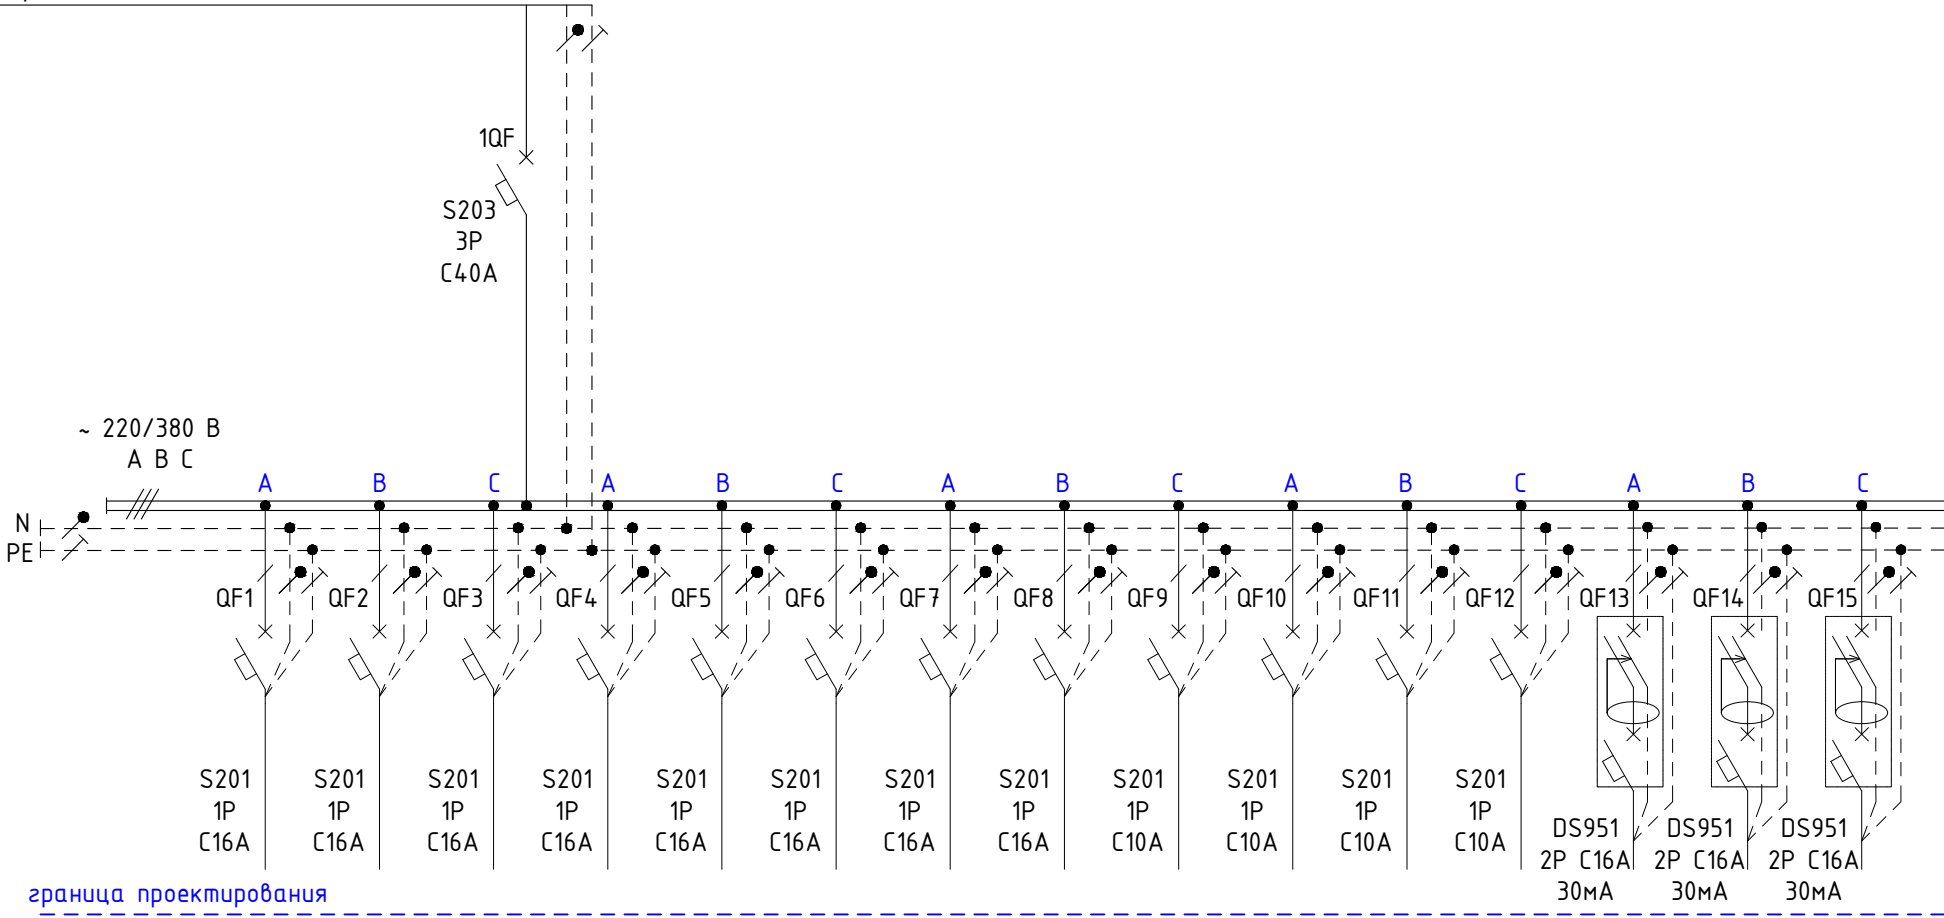 1QF
S203
3P
C40A
~ 220/380 В
A B C
A B C A B C A B C A B C A B C
N
PE
QF1 QF2 QF3 QF4 QF5 QF6 QF7 QF8 QF9 QF10 QF11 QF12 QF13 QF14 QF15
S201 S201 S201 S201 S201 S201 S201 S201 S201 S201 S201 S201
1P 1P 1P 1P 1P 1P 1P 1P 1P 1P 1P 1P
C16A C16A C16A C16A C16A C16A C16A C16A C10A C10A C10A C10A
DS951 DS951 DS951
2P C16A 2P C16A 2P C16A
30мА 30мА 30мА
граница проектирования